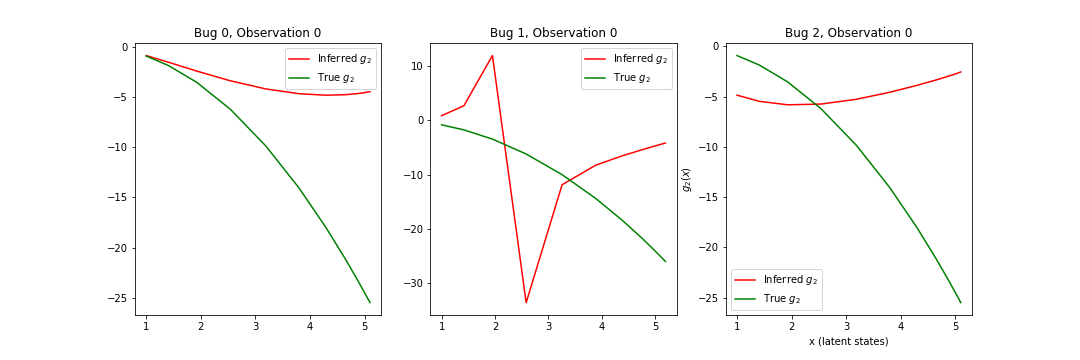 Bug 0, Observation 0
Inferred g₂
True g₂
0
−5
−10
−15
−20
−25
1 2 3 4 5
Bug 1, Observation 0
Inferred g₂
True g₂
10
0
−10
−20
−30
1 2 3 4 5
Bug 2, Observation 0
g₂(x)
0
−5
−10
−15
−20
−25
Inferred g₂
True g₂
1 2 3 4 5
x (latent states)